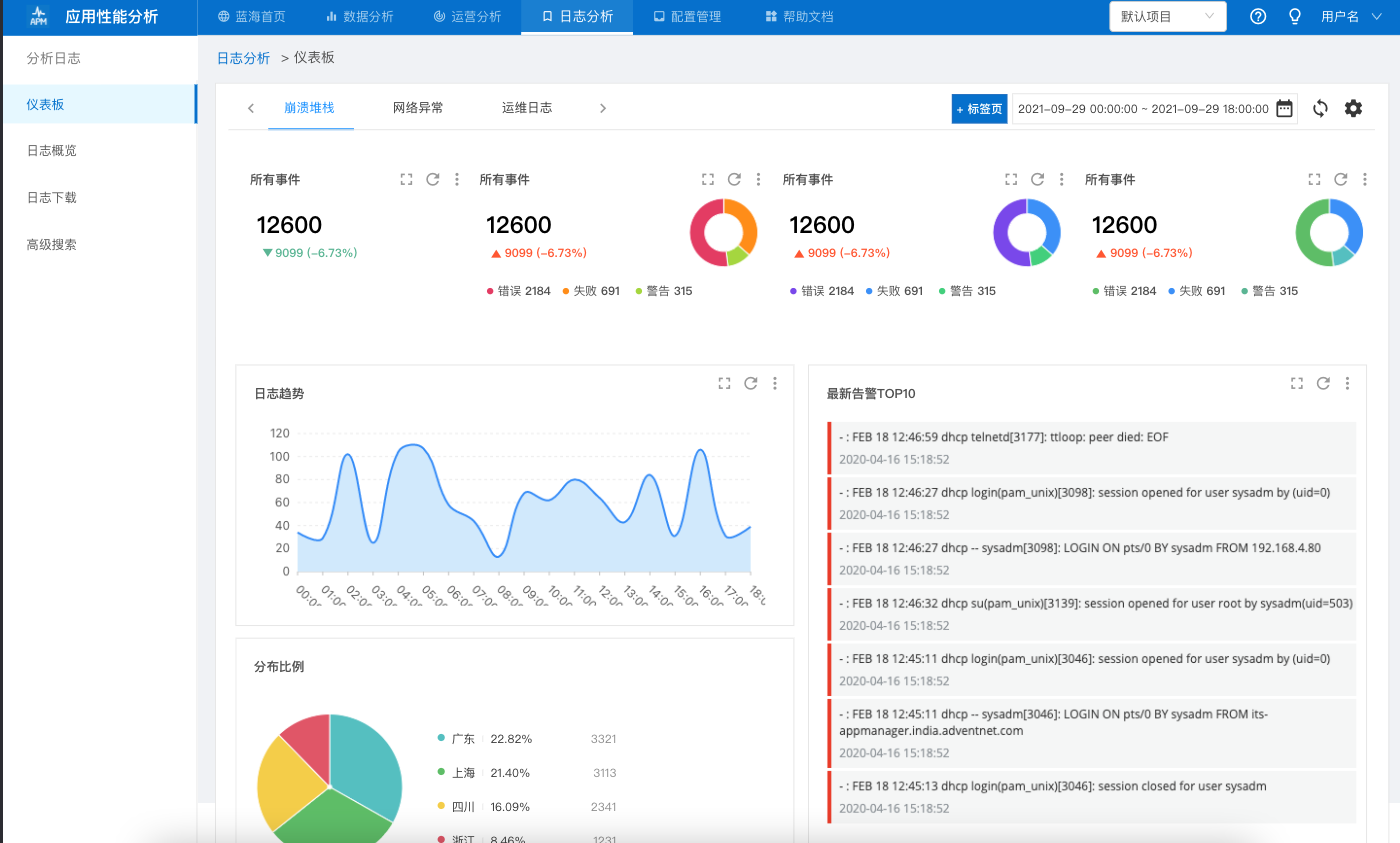 APM 应用性能分析 蓝海首页 数据分析 运营分析 日志分析 配置管理 帮助文档 默认项目 用户名
分析日志
仪表板
日志概览
日志下载
高级搜索
日志分析 > 仪表板
崩溃堆栈 网络异常 运维日志 + 标签页 2021-09-29 00:00:00 ~ 2021-09-29 18:00:00
所有事件 所有事件 所有事件 所有事件
12600 12600 12600 12600
▼9099 (-6.73%) ▲ 9099 (-6.73%) ▲ 9099 (-6.73%) ▲ 9099 (-6.73%)
错误 2184 失败 691 警告 315 错误 2184 失败 691 警告 315 错误 2184 失败 691 警告 315
日志趋势
120
100
80
60
40
20
0
00:00 01:00 02:00 03:00 04:00 05:00 06:00 07:00 08:00 09:00 10:00 11:00 12:00 13:00 14:00 15:00 16:00 17:00 18:0
分布比例
广东 22.82% 3321
上海 21.40% 3113
四川 16.09% 2341
浙江 8.46% 1231
最新告警TOP10
- : FEB 18 12:46:59 dhcp telnetd[3177]: ttloop: peer died: EOF
2020-04-16 15:18:52
- : FEB 18 12:46:27 dhcp login(pam_unix)[3098]: session opened for user sysadm by (uid=0)
2020-04-16 15:18:52
- : FEB 18 12:46:27 dhcp -- sysadm[3098]: LOGIN ON pts/0 BY sysadm FROM 192.168.4.80
2020-04-16 15:18:52
- : FEB 18 12:46:32 dhcp su(pam_unix)[3139]: session opened for user root by sysadm(uid=503)
2020-04-16 15:18:52
- : FEB 18 12:45:11 dhcp login(pam_unix)[3046]: session opened for user sysadm by (uid=0)
2020-04-16 15:18:52
- : FEB 18 12:45:11 dhcp -- sysadm[3046]: LOGIN ON pts/0 BY sysadm FROM its-
appmanager.india.adventnet.com
2020-04-16 15:18:52
- : FEB 18 12:45:13 dhcp login(pam_unix)[3046]: session closed for user sysadm
2020-04-16 15:18:52